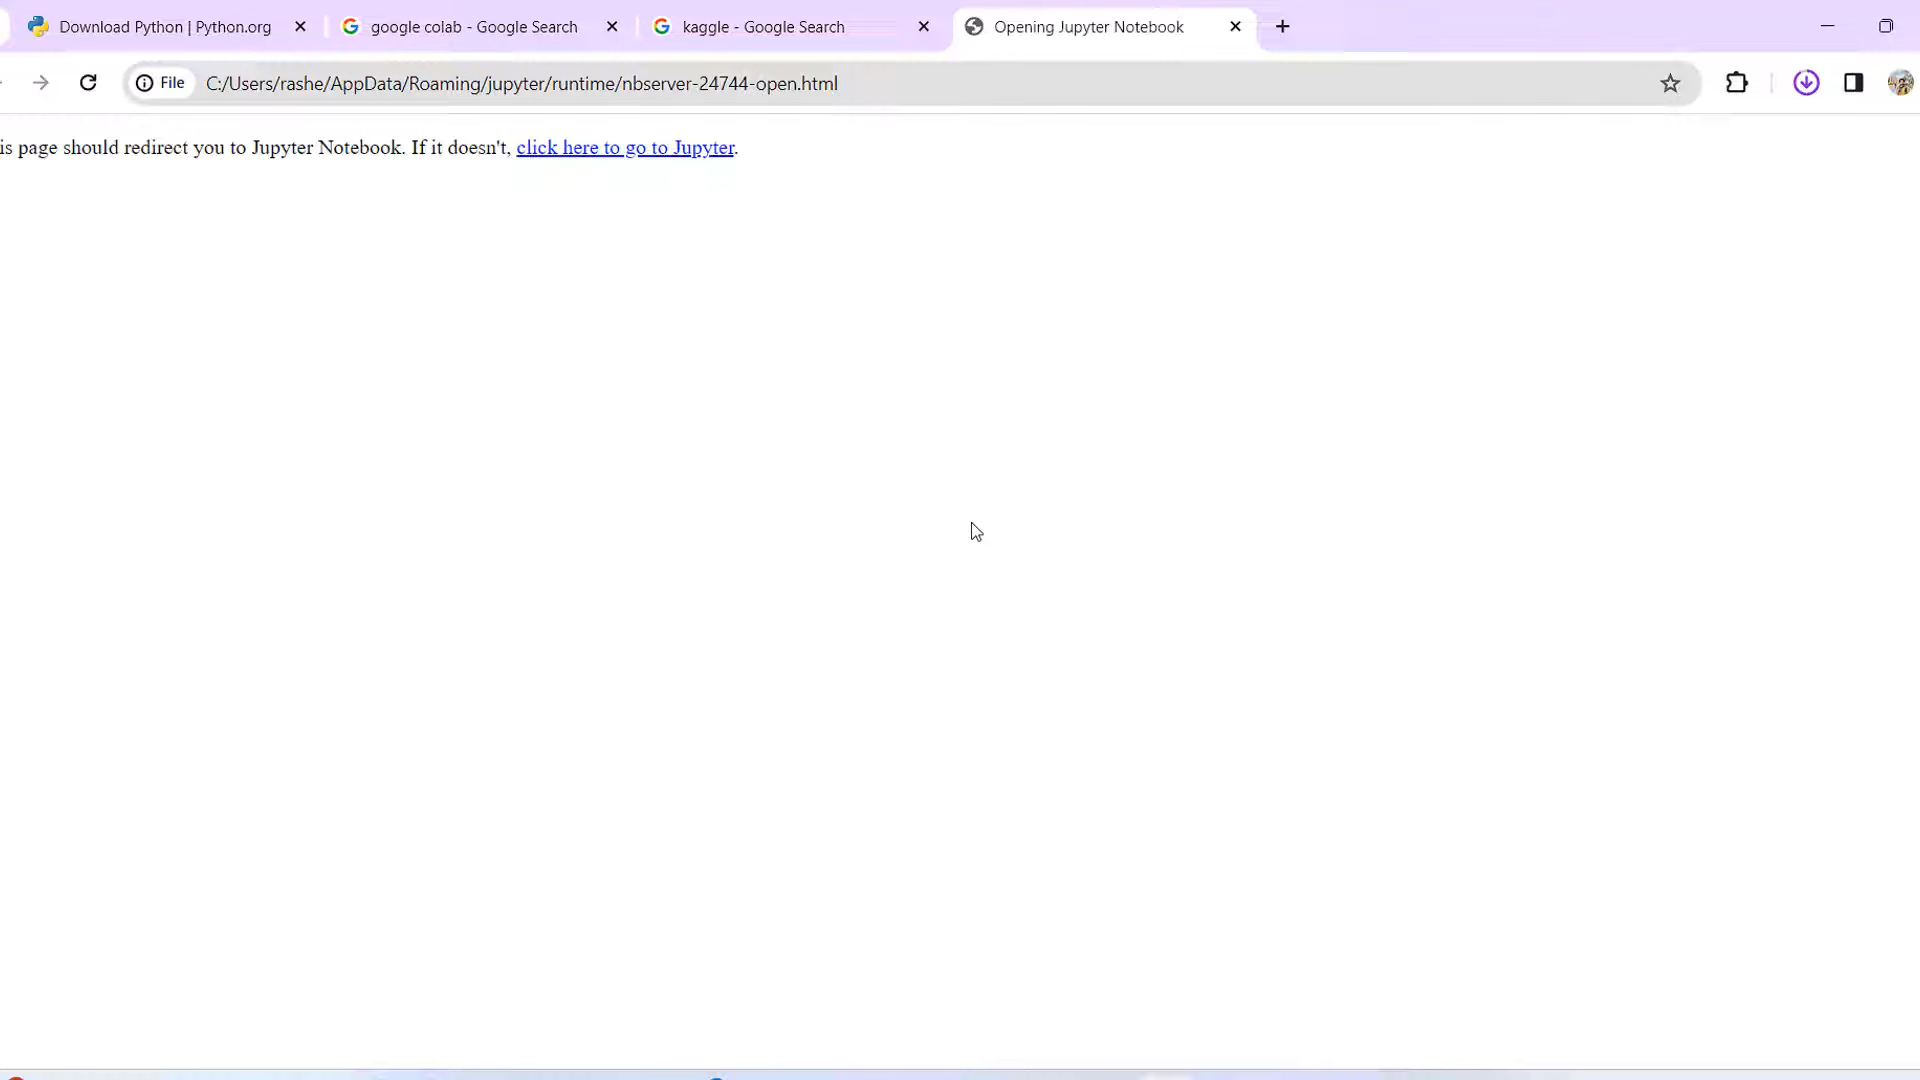 Download Python | Python.org
google colab - Google Search
kaggle - Google Search
Opening Jupyter Notebook
File
C:/Users/rashe/AppData/Roaming/jupyter/runtime/nbserver-24744-open.html
is page should redirect you to Jupyter Notebook. If it doesn't, click here to go to Jupyter.